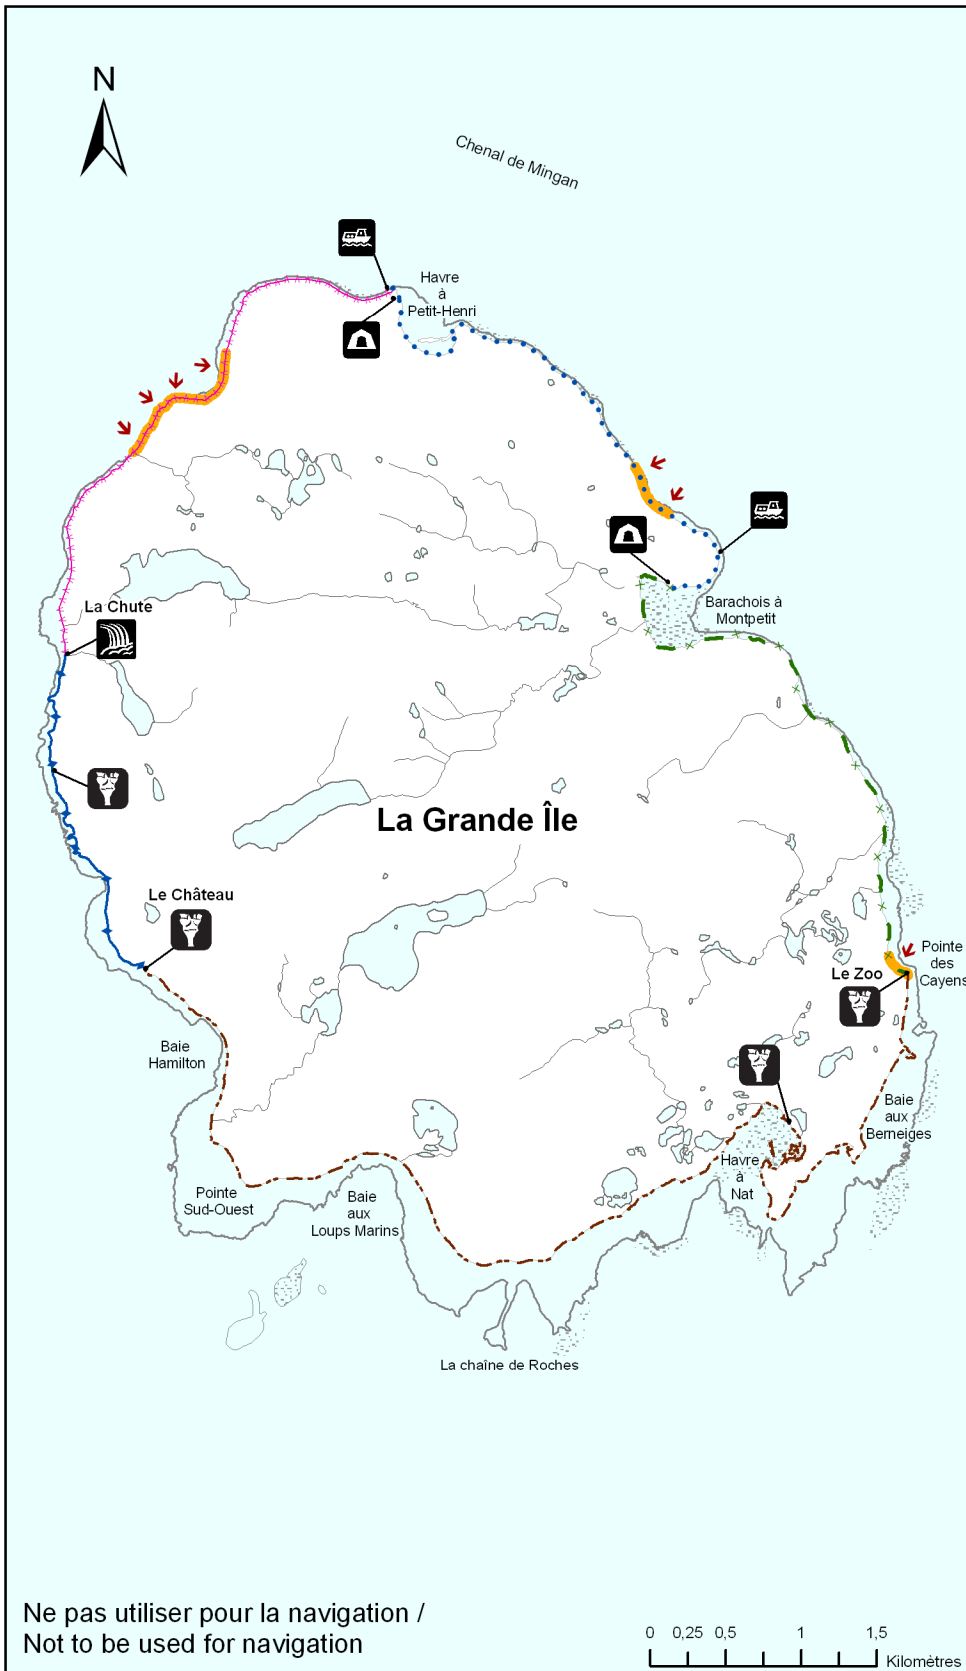 N
Chenal de Mingan
Havre
à
Petit-Henri
Barachois à
Montpetit
La Chute
La Grande Île
Le Château
Pointe
des
Cayens
Le Zoo
Baie
Hamilton
Baie
aux
Berneiges
Havre
à
Nat
Pointe
Sud-Ouest
Baie
aux
Loups Marins
La chaîne de Roches
Ne pas utiliser pour la navigation /
Not to be used for navigation
0 0,25 0,5 1 1,5
Kilomètres